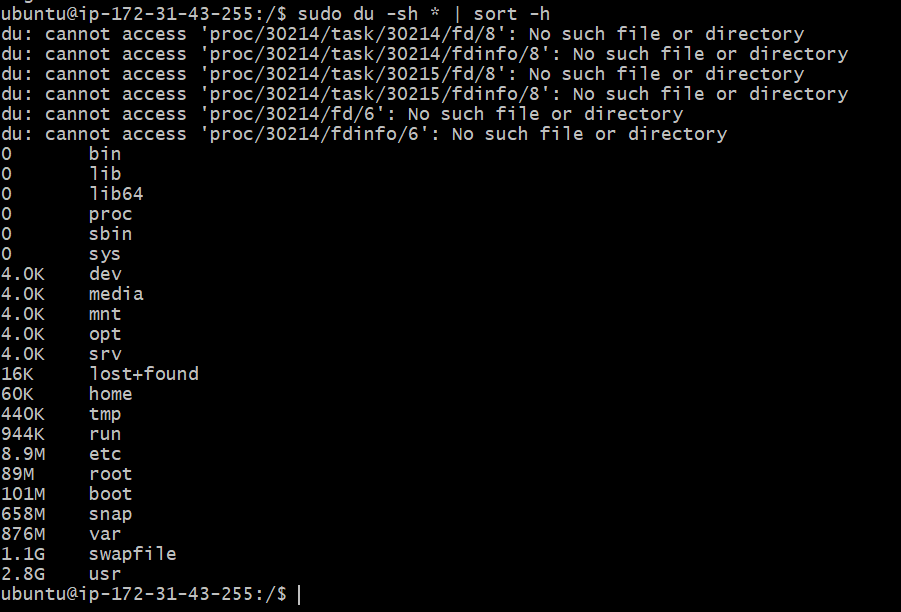 ubuntu@ip-172-31-43-255:/$ sudo du -sh * | sort -h
du: cannot access 'proc/30214/task/30214/fd/8': No such file or directory
du: cannot access 'proc/30214/task/30214/fdinfo/8': No such file or directory
du: cannot access 'proc/30214/task/30215/fd/8': No such file or directory
du: cannot access 'proc/30214/task/30215/fdinfo/8': No such file or directory
du: cannot access 'proc/30214/fd/6': No such file or directory
du: cannot access 'proc/30214/fdinfo/6': No such file or directory
0       bin
0       lib
0       lib64
0       proc
0       sbin
0       sys
4.0K    dev
4.0K    media
4.0K    mnt
4.0K    opt
4.0K    srv
16K     lost+found
60K     home
440K    tmp
944K    run
8.9M    etc
89M     root
101M    boot
658M    snap
876M    var
1.1G    swapfile
2.8G    usr
ubuntu@ip-172-31-43-255:/$